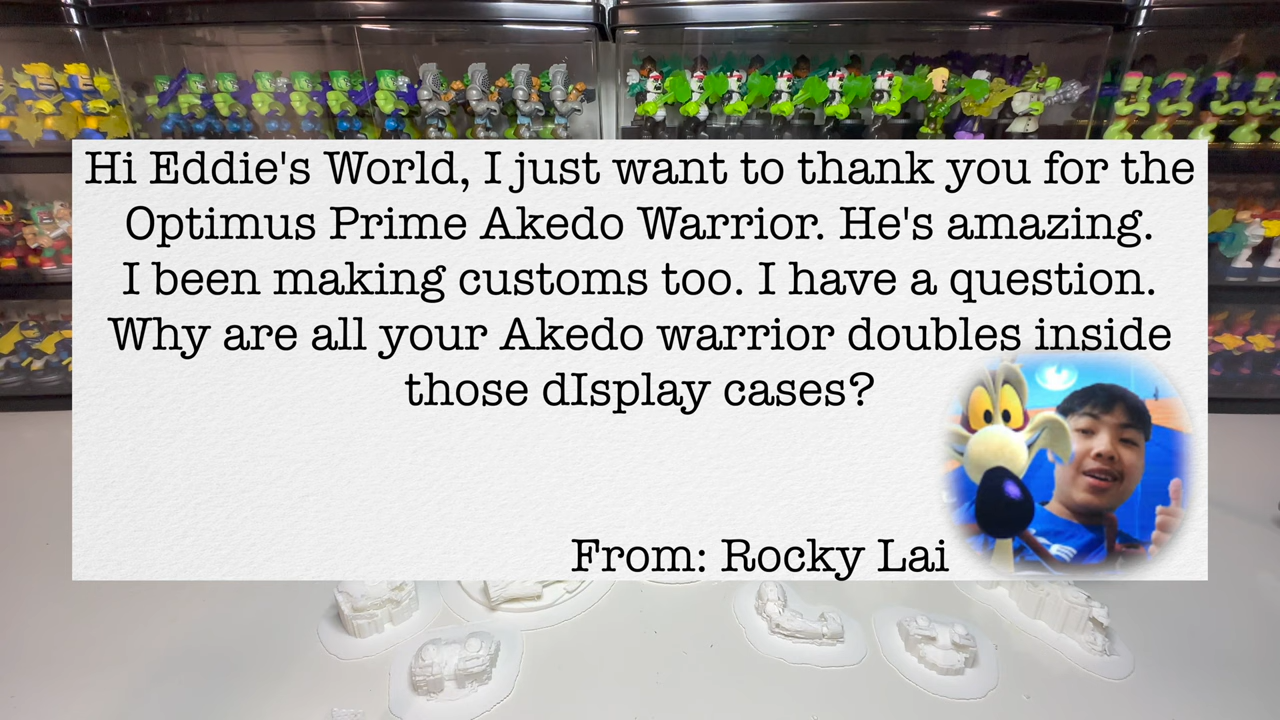 Hi Eddie's World, I just want to thank you for the
Optimus Prime Akedo Warrior. He's amazing.
I been making customs too. I have a question.
Why are all your Akedo warrior doubles inside
those dIsplay cases?
From: Rocky Lai